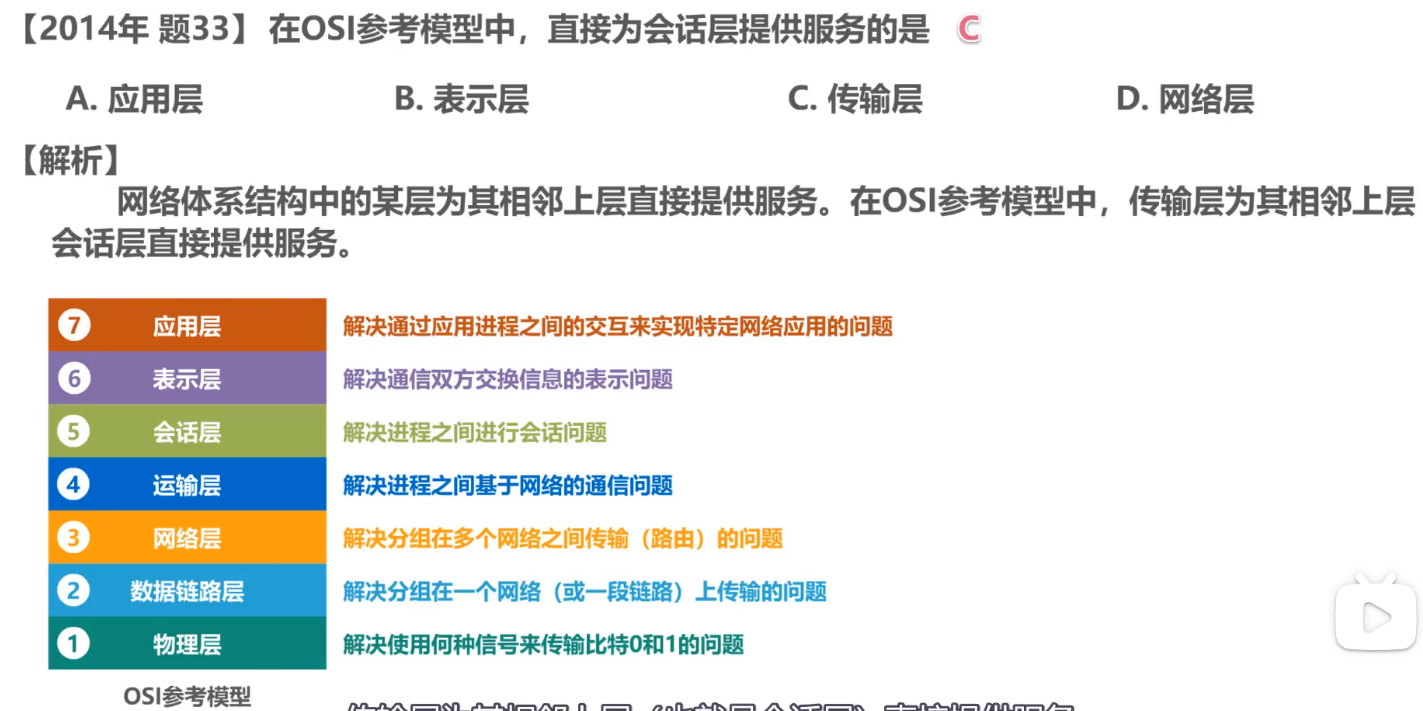 【2014年 题33】在OSI参考模型中，直接为会话层提供服务的是 C
A. 应用层 B. 表示层 C. 传输层 D. 网络层
【解析】
网络体系结构中的某层为其相邻上层直接提供服务。在OSI参考模型中，传输层为其相邻上层
会话层直接提供服务。
7 应用层 解决通过应用进程之间的交互来实现特定网络应用的问题
6 表示层 解决通信双方交换信息的表示问题
5 会话层 解决进程之间进行会话问题
4 运输层 解决进程之间基于网络的通信问题
3 网络层 解决分组在多个网络之间传输（路由）的问题
2 数据链路层 解决分组在一个网络（或一段链路）上传输的问题
1 物理层 解决使用何种信号来传输比特0和1的问题
OSI参考模型